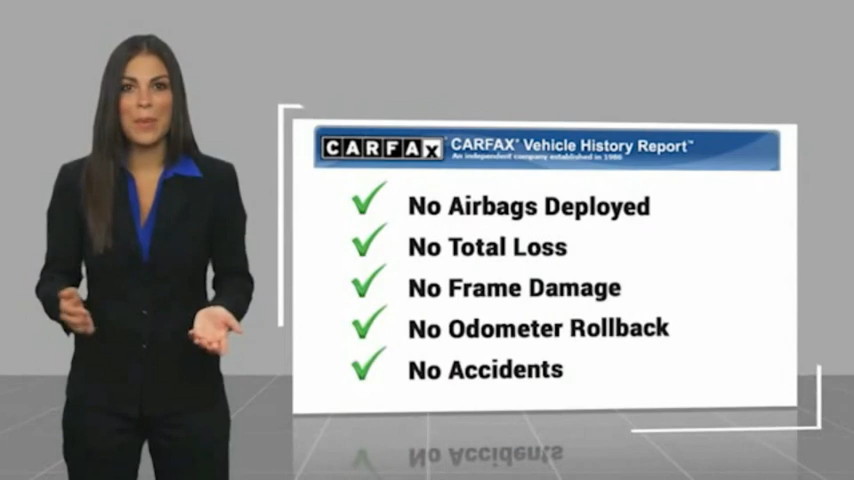 CARFAX CARFAX® Vehicle History Report™
An independent company established in 1986
No Airbags Deployed
No Total Loss
No Frame Damage
No Odometer Rollback
No Accidents
No Accidents